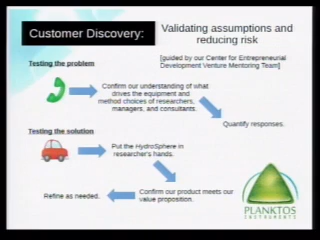 Customer Discovery:
Validating assumptions and
reducing risk
[guided by our Center for Entrepreneurial
Development Venture Mentoring Team]
Testing the problem
Confirm our understanding of what
drives the equipment and
method choices of researchers,
managers, and consultants.
Quantify responses.
Testing the solution
Put the HydroSphere in
researcher's hands.
Confirm our product meets our
value proposition.
Refine as needed.
PLANKTOS
INSTRUMENTS